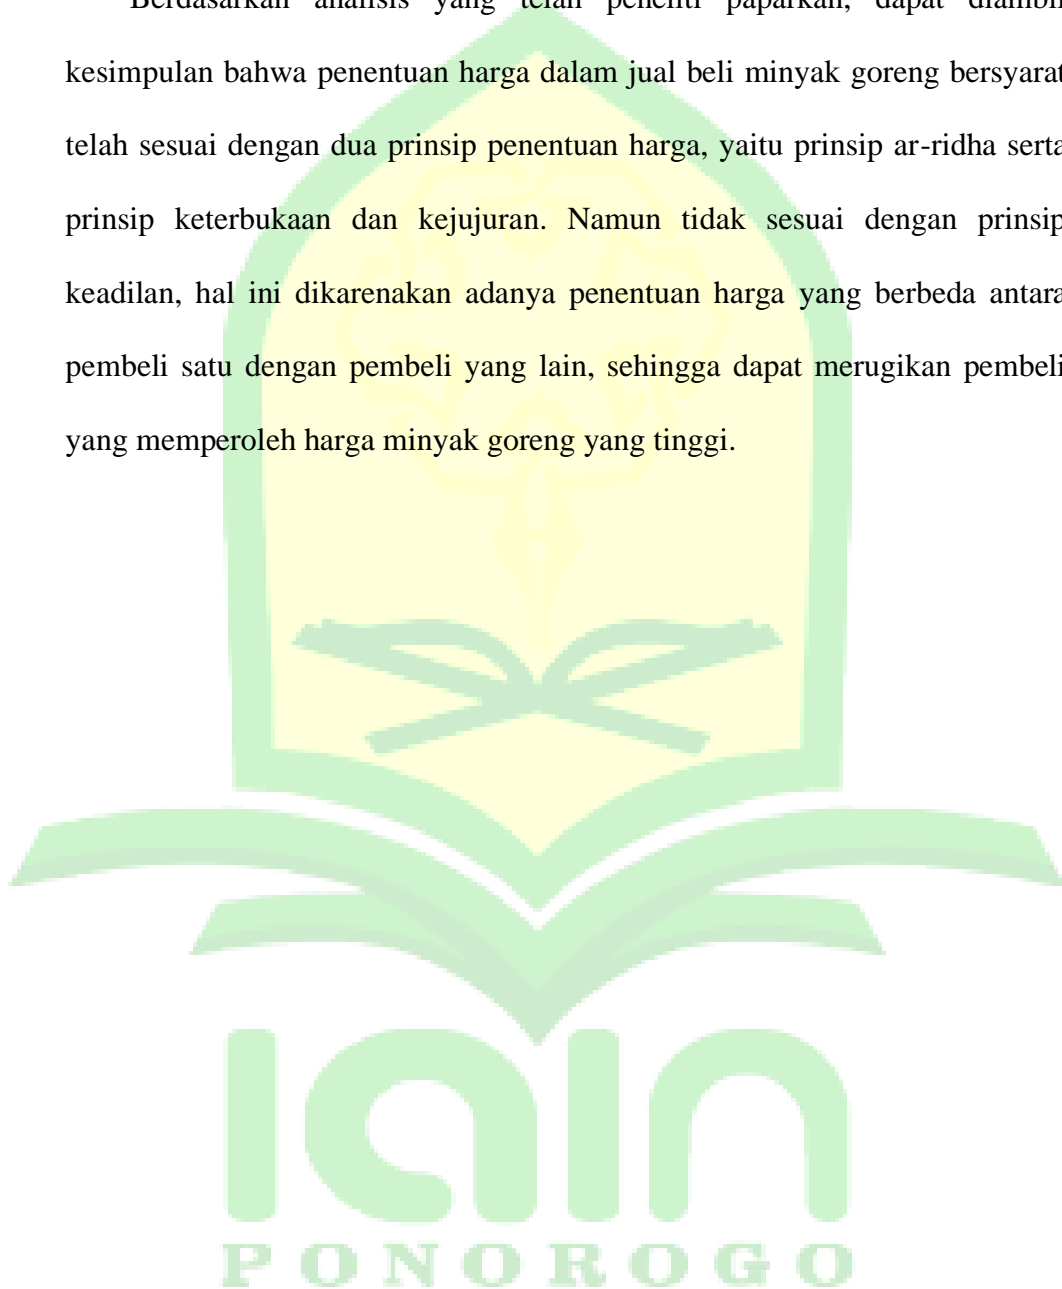 Berdasarkan analisis yang telah peneliti paparkan, dapat diambil
kesimpulan bahwa penentuan harga dalam jual beli minyak goreng bersyarat
telah sesuai dengan dua prinsip penentuan harga, yaitu prinsip ar-ridha serta
prinsip keterbukaan dan kejujuran. Namun tidak sesuai dengan prinsip
keadilan, hal ini dikarenakan adanya penentuan harga yang berbeda antara
pembeli satu dengan pembeli yang lain, sehingga dapat merugikan pembeli
yang memperoleh harga minyak goreng yang tinggi.
iain
PONOROGO